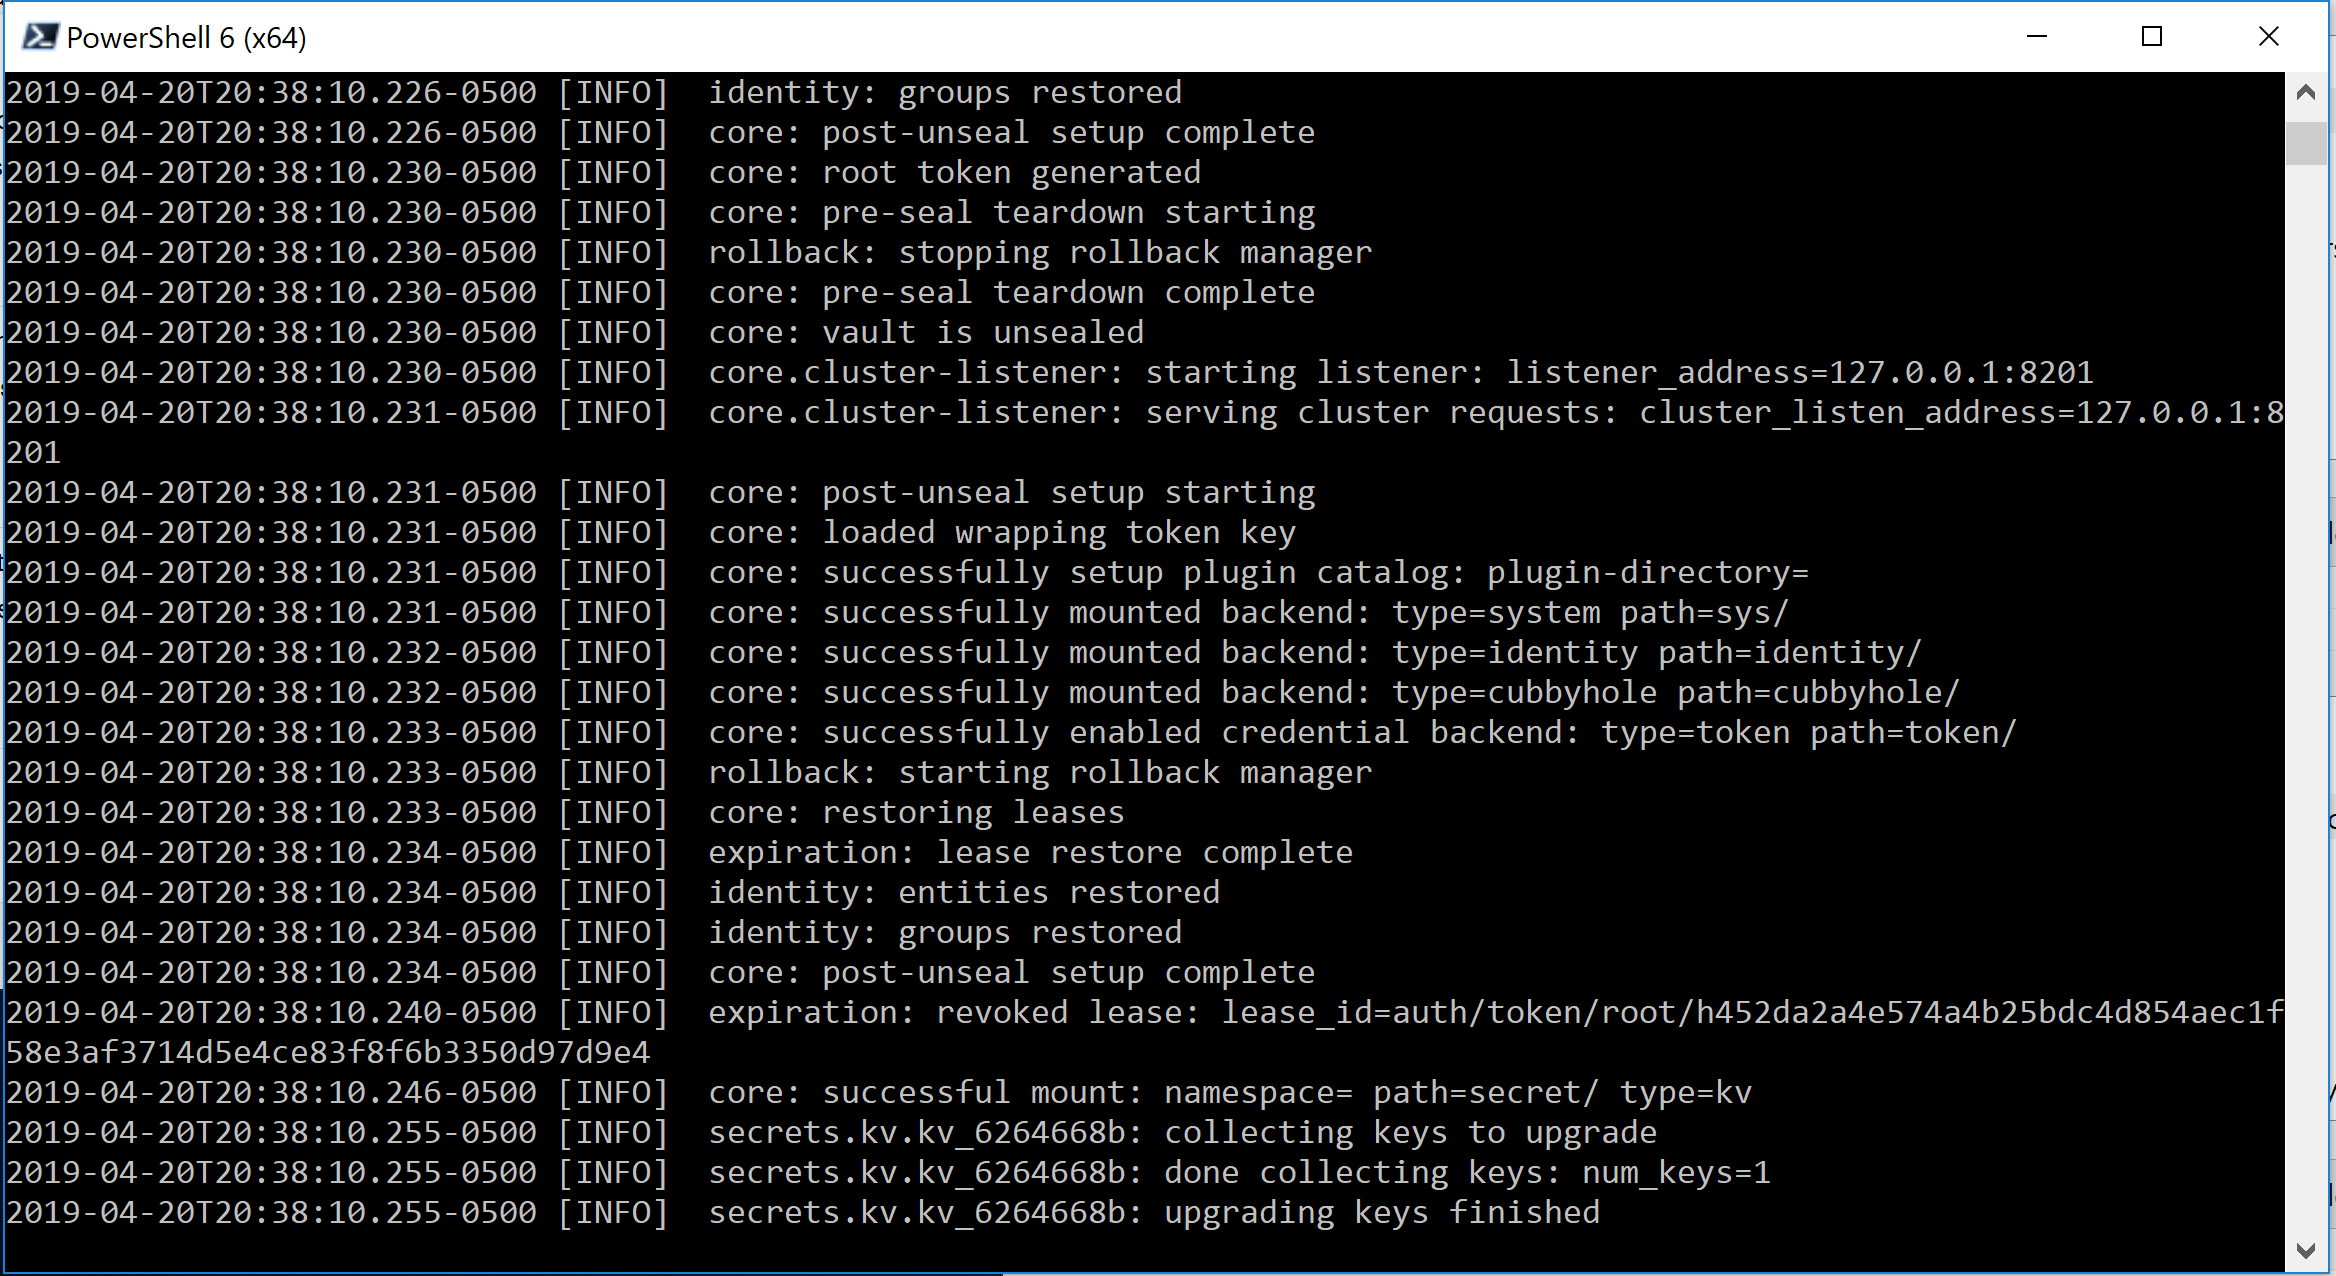 PowerShell 6 (x64)
2019-04-20T20:38:10.226-0500 [INFO]  identity: groups restored
2019-04-20T20:38:10.226-0500 [INFO]  core: post-unseal setup complete
2019-04-20T20:38:10.230-0500 [INFO]  core: root token generated
2019-04-20T20:38:10.230-0500 [INFO]  core: pre-seal teardown starting
2019-04-20T20:38:10.230-0500 [INFO]  rollback: stopping rollback manager
2019-04-20T20:38:10.230-0500 [INFO]  core: pre-seal teardown complete
2019-04-20T20:38:10.230-0500 [INFO]  core: vault is unsealed
2019-04-20T20:38:10.230-0500 [INFO]  core.cluster-listener: starting listener: listener_address=127.0.0.1:8201
2019-04-20T20:38:10.231-0500 [INFO]  core.cluster-listener: serving cluster requests: cluster_listen_address=127.0.0.1:8
201
2019-04-20T20:38:10.231-0500 [INFO]  core: post-unseal setup starting
2019-04-20T20:38:10.231-0500 [INFO]  core: loaded wrapping token key
2019-04-20T20:38:10.231-0500 [INFO]  core: successfully setup plugin catalog: plugin-directory=
2019-04-20T20:38:10.231-0500 [INFO]  core: successfully mounted backend: type=system path=sys/
2019-04-20T20:38:10.232-0500 [INFO]  core: successfully mounted backend: type=identity path=identity/
2019-04-20T20:38:10.232-0500 [INFO]  core: successfully mounted backend: type=cubbyhole path=cubbyhole/
2019-04-20T20:38:10.233-0500 [INFO]  core: successfully enabled credential backend: type=token path=token/
2019-04-20T20:38:10.233-0500 [INFO]  rollback: starting rollback manager
2019-04-20T20:38:10.233-0500 [INFO]  core: restoring leases
2019-04-20T20:38:10.234-0500 [INFO]  expiration: lease restore complete
2019-04-20T20:38:10.234-0500 [INFO]  identity: entities restored
2019-04-20T20:38:10.234-0500 [INFO]  identity: groups restored
2019-04-20T20:38:10.234-0500 [INFO]  core: post-unseal setup complete
2019-04-20T20:38:10.240-0500 [INFO]  expiration: revoked lease: lease_id=auth/token/root/h452da2a4e574a4b25bdc4d854aec1f
58e3af3714d5e4ce83f8f6b3350d97d9e4
2019-04-20T20:38:10.246-0500 [INFO]  core: successful mount: namespace= path=secret/ type=kv
2019-04-20T20:38:10.255-0500 [INFO]  secrets.kv.kv_6264668b: collecting keys to upgrade
2019-04-20T20:38:10.255-0500 [INFO]  secrets.kv.kv_6264668b: done collecting keys: num_keys=1
2019-04-20T20:38:10.255-0500 [INFO]  secrets.kv.kv_6264668b: upgrading keys finished